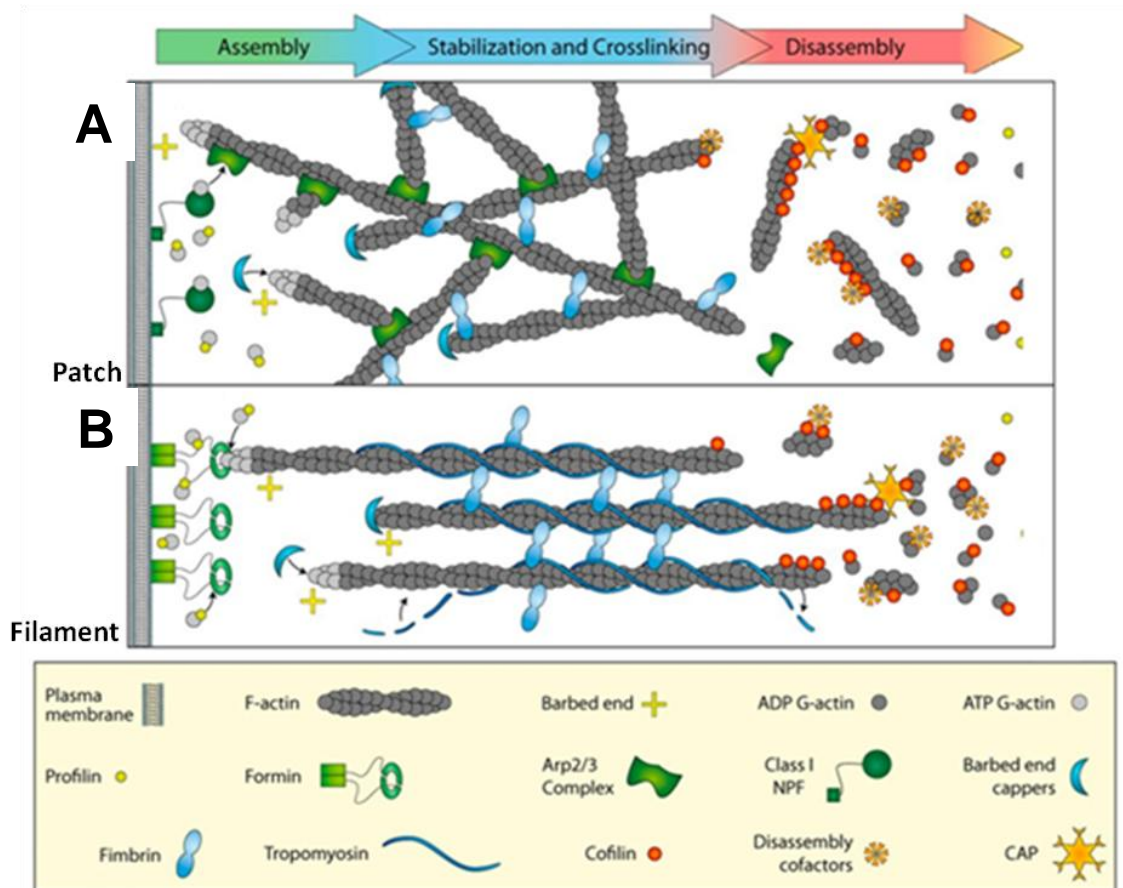 Assembly
Stabilization and Crosslinking
Disassembly
A
Patch
B
Filament
Plasma
membrane
F-actin
Barbed end
ADP G-actin
ATP G-actin
Profilin
Formin
Arp2/3
Complex
Class I
NPF
Barbed end
cappers
Fimbrin
Tropomyosin
Cofilin
Disassembly
cofactors
CAP